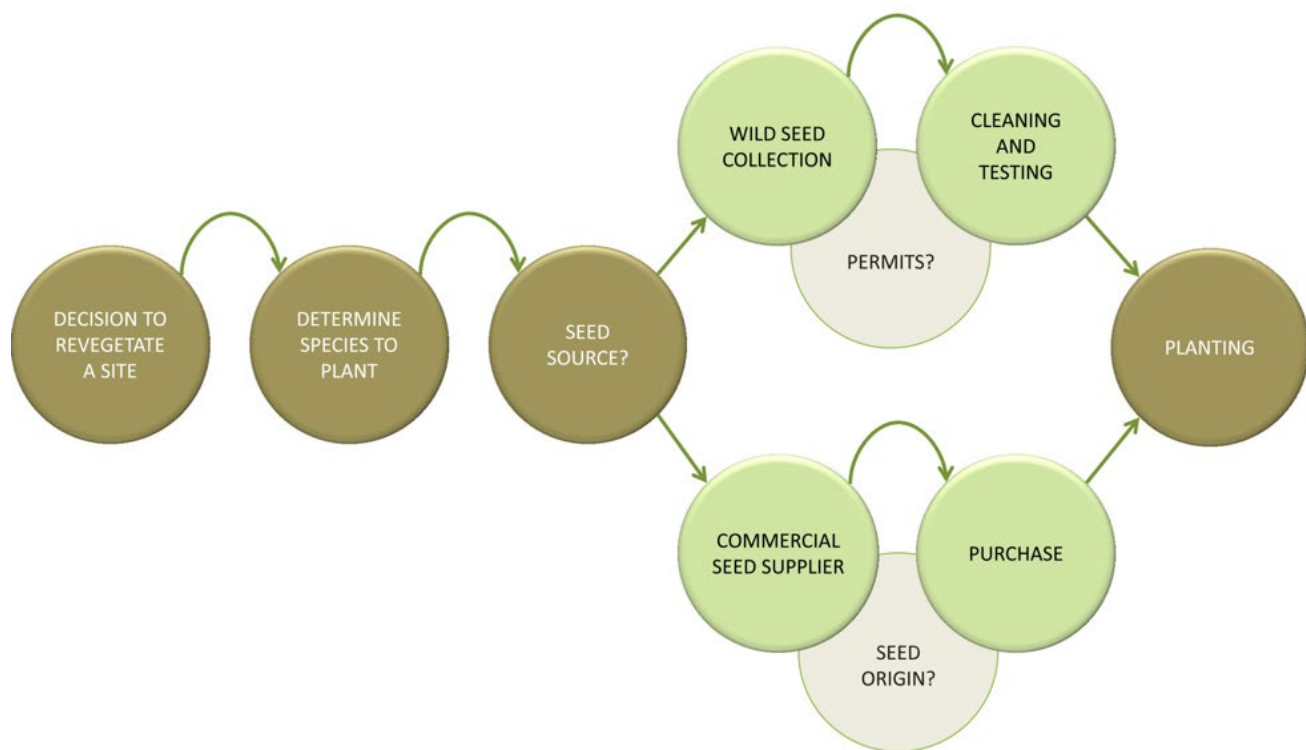 DECISION TO
REVEGETATE
A SITE
DETERMINE
SPECIES TO
PLANT
SEED
SOURCE?
WILD SEED
COLLECTION
CLEANING
AND
TESTING
PERMITS?
COMMERCIAL
SEED SUPPLIER
PURCHASE
SEED
ORIGIN?
PLANTING